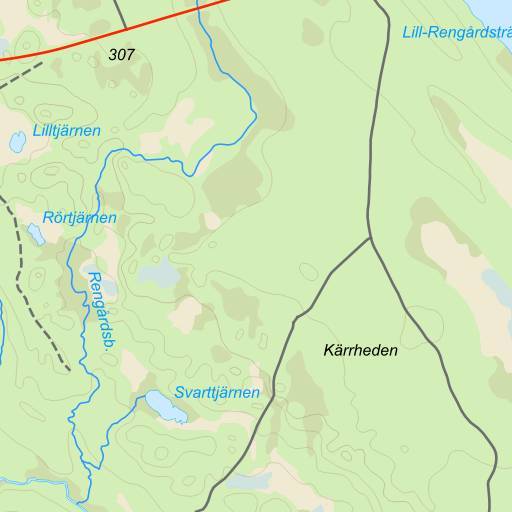 Lill-Rengårdsträ
307
Lilltjärnen
Rörtjärnen
Rengårdsb.
Kärrheden
Svarttjärnen